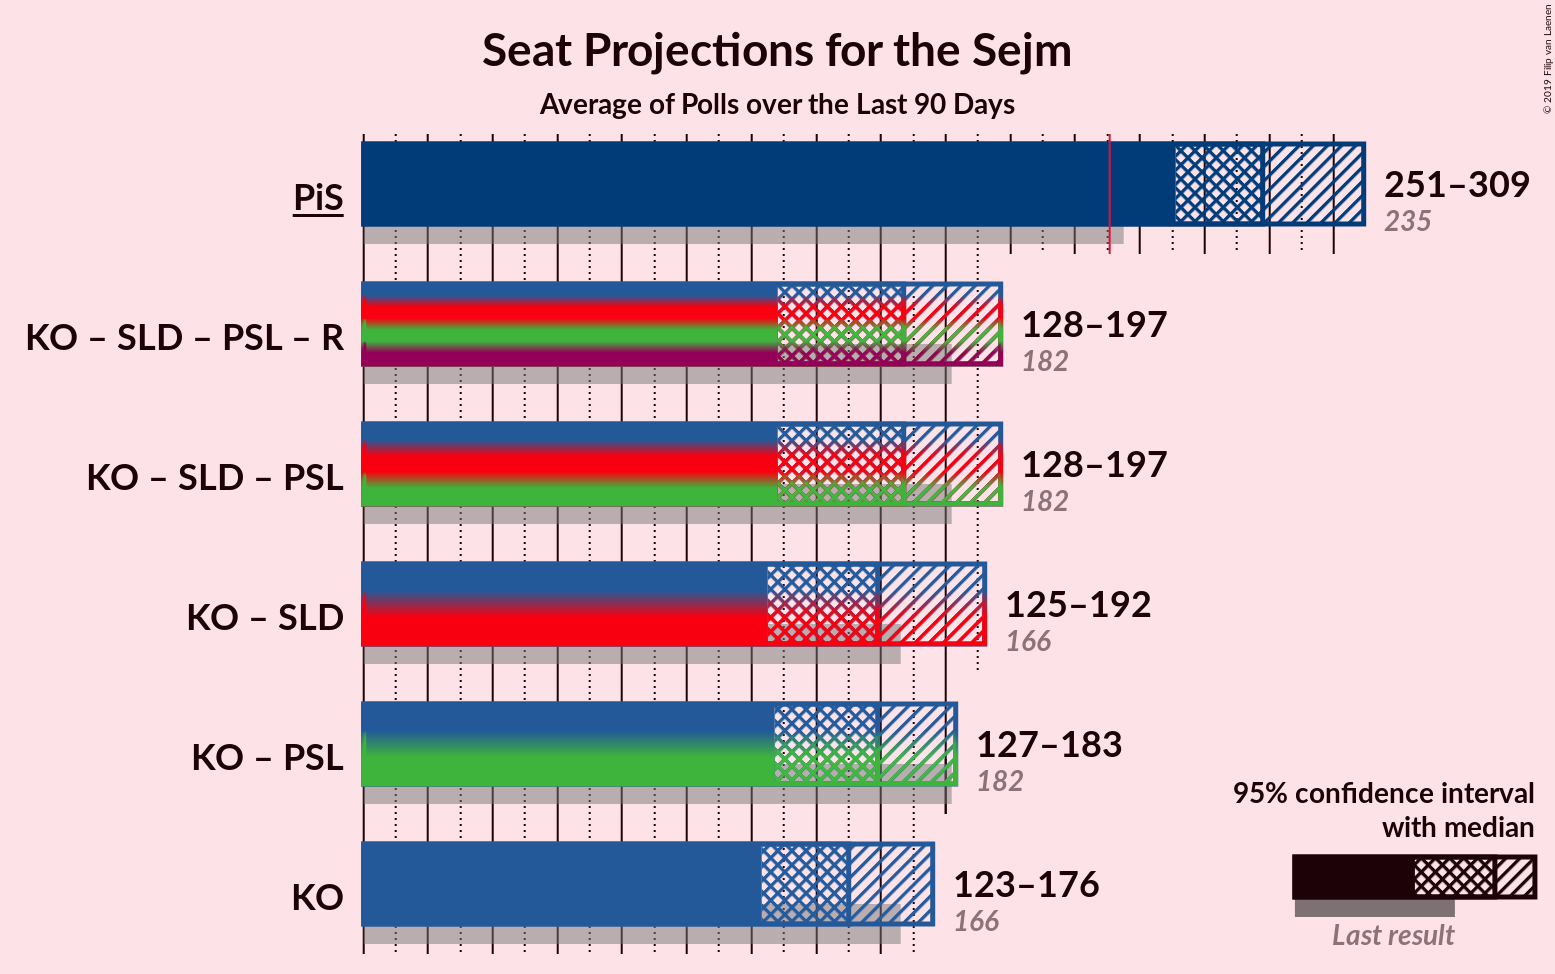 Seat Projections for the Sejm
Average of Polls over the Last 90 Days
© 2019 Filip van Laenen
PiS
251–309
235
KO – SLD – PSL – R
128–197
182
KO – SLD – PSL
128–197
182
KO – SLD
125–192
166
KO – PSL
127–183
182
KO
123–176
166
95% confidence interval
with median
Last result